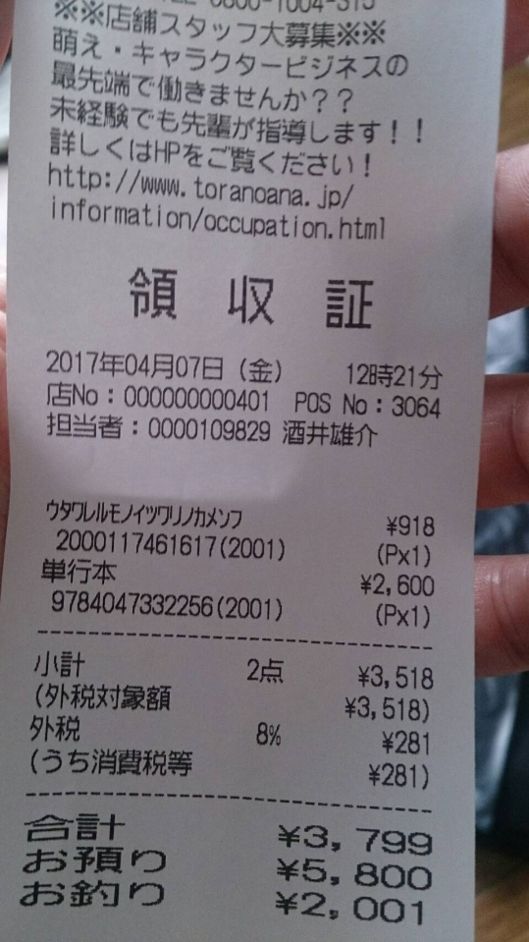 0800-1004-315
※※店舗スタッフ大募集※※
萌え・キャラクタービジネスの
最先端で働きませんか？？
未経験でも先輩が指導します！！
詳しくはHPをご覧ください！
http://www.toranoana.jp/
information/occupation.html
領収証
2017年04月07日（金） 12時21分
店No：000000000401 POS No：3064
担当者：0000109829 酒井雄介
ｳﾀﾜﾚﾙﾓﾉｲﾂﾜﾘﾉｶﾒﾝﾌ ¥918
2000117461617(2001) (Px1)
単行本 ¥2,600
9784047332256(2001) (Px1)
小計 2点 ¥3,518
(外税対象額 ¥3,518)
外税 8% ¥281
(うち消費税等 ¥281)
合計 ¥3,799
お預り ¥5,800
お釣り ¥2,001